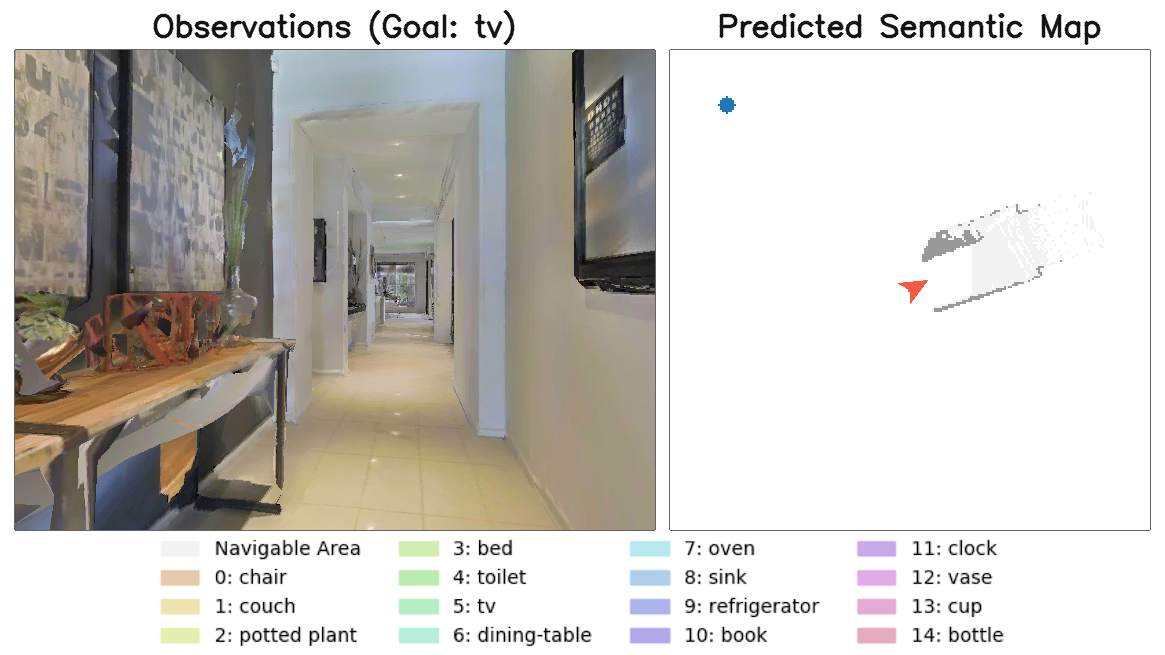 Observations (Goal: tv)
Predicted Semantic Map
Navigable Area
0: chair
1: couch
2: potted plant
3: bed
4: toilet
5: tv
6: dining-table
7: oven
8: sink
9: refrigerator
10: book
11: clock
12: vase
13: cup
14: bottle